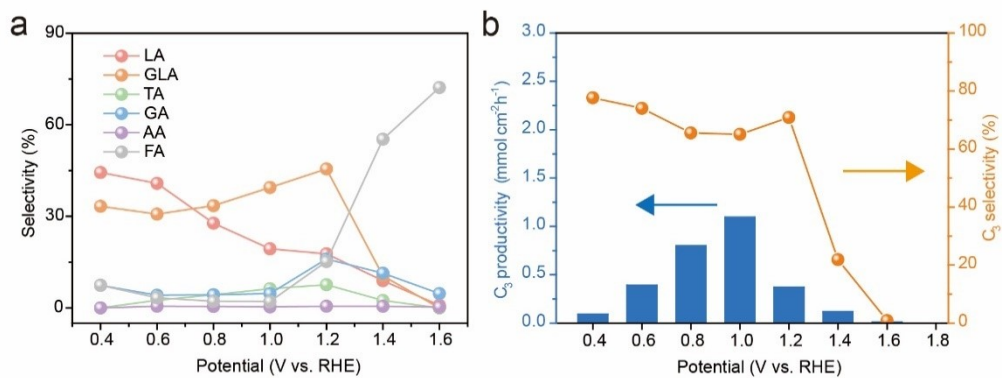 a
90
60
30
0
Selectivity (%)
LA
GLA
TA
GA
AA
FA
0.4 0.6 0.8 1.0 1.2 1.4 1.6
Potential (V vs. RHE)
b
3.0
2.5
2.0
1.5
1.0
0.5
0.0
C₃ productivity (mmol cm⁻²h⁻¹)
100
80
60
40
20
0
C₃ selectivity (%)
0.4 0.6 0.8 1.0 1.2 1.4 1.6 1.8
Potential (V vs. RHE)